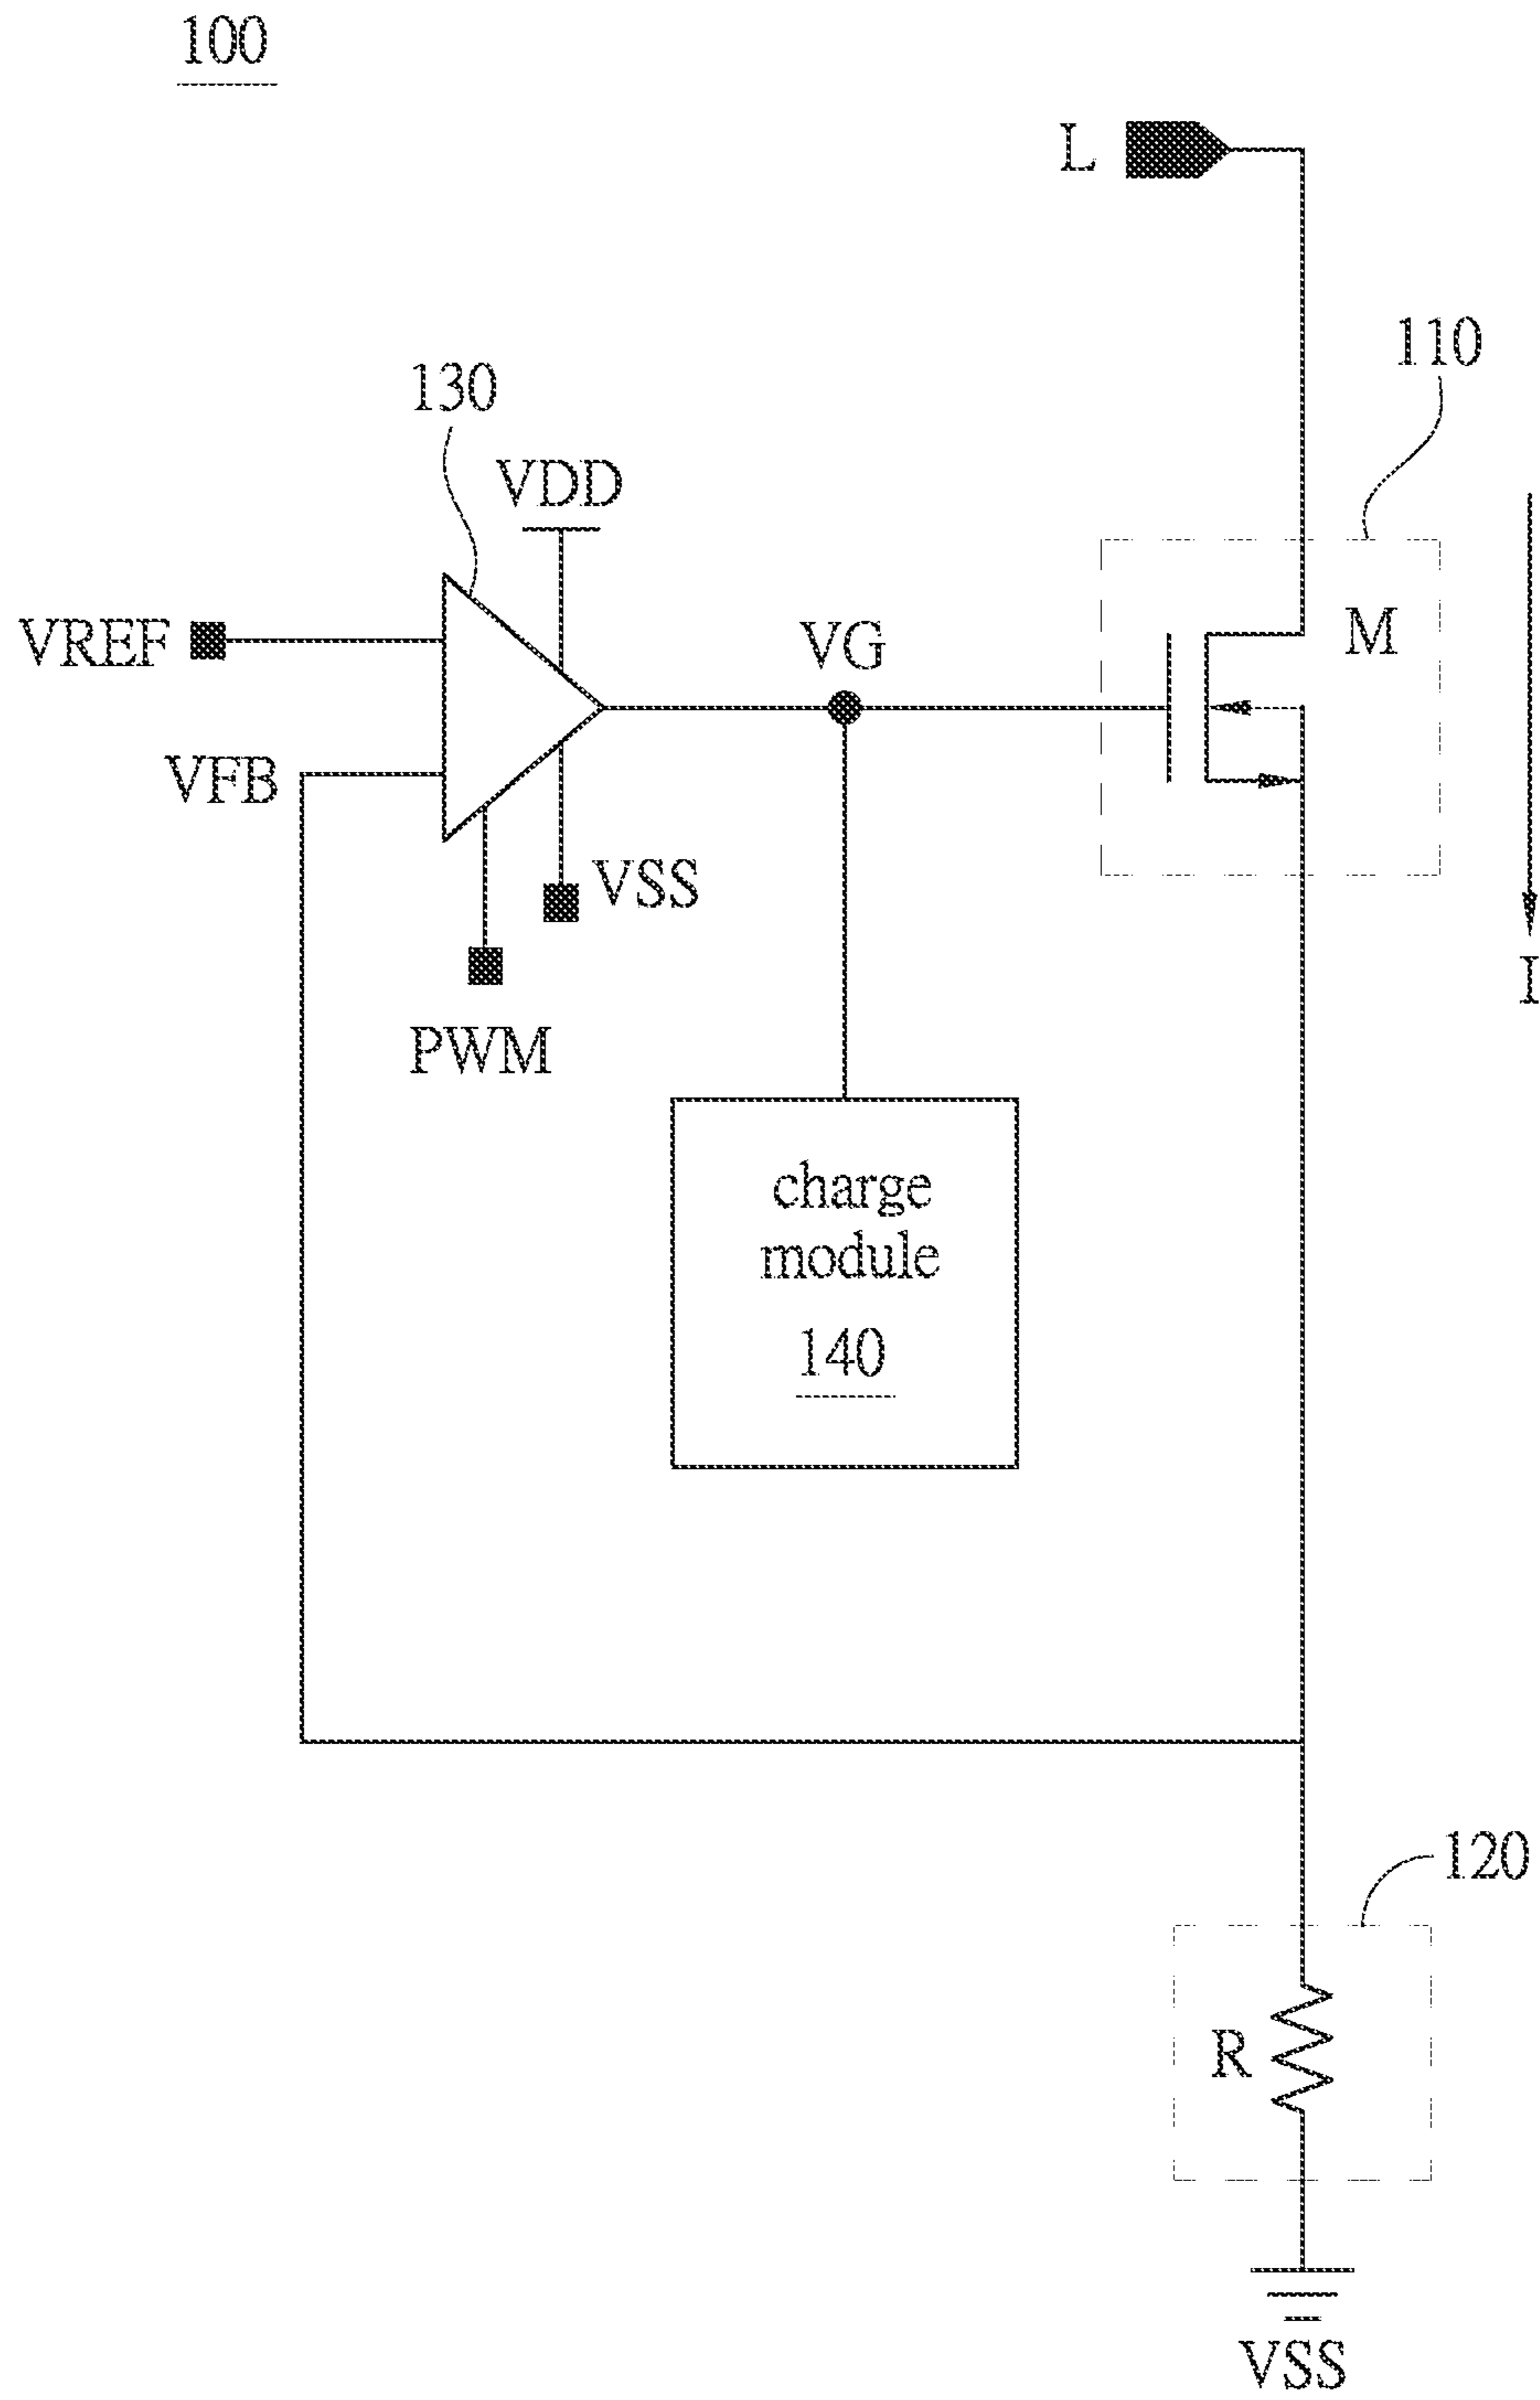 100
L
110
130
VDD
VREF
VG
M
VFB
VSS
I
PWM
charge
module
140
120
R
VSS